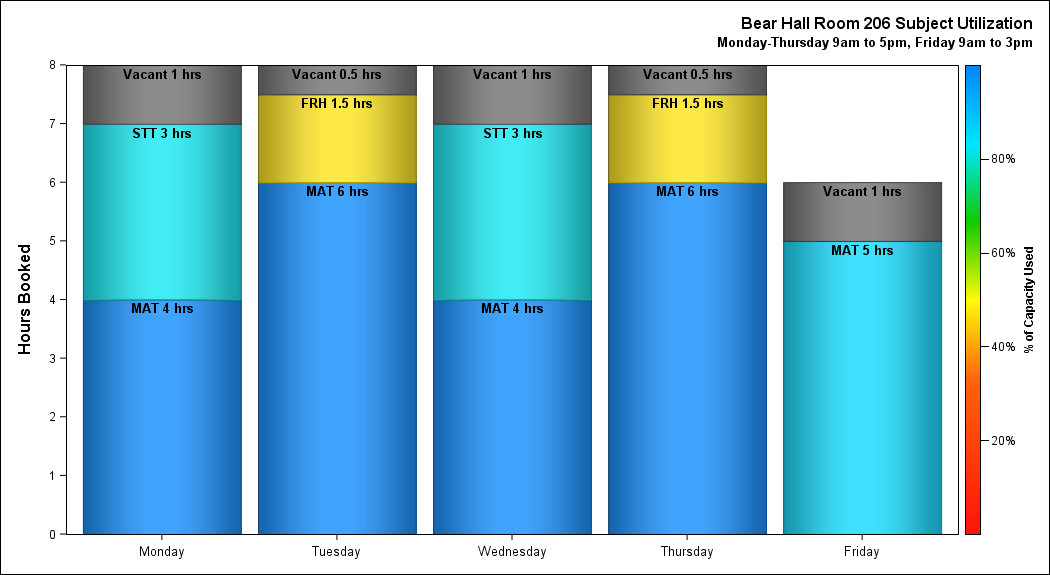 Bear Hall Room 206 Subject Utilization
Monday-Thursday 9am to 5pm, Friday 9am to 3pm
Hours Booked
8
7
6
5
4
3
2
1
0
Vacant 1 hrs
STT 3 hrs
MAT 4 hrs
Vacant 0.5 hrs
FRH 1.5 hrs
MAT 6 hrs
Vacant 1 hrs
STT 3 hrs
MAT 4 hrs
Vacant 0.5 hrs
FRH 1.5 hrs
MAT 6 hrs
Vacant 1 hrs
MAT 5 hrs
Monday
Tuesday
Wednesday
Thursday
Friday
80%
60%
40%
20%
% of Capacity Used